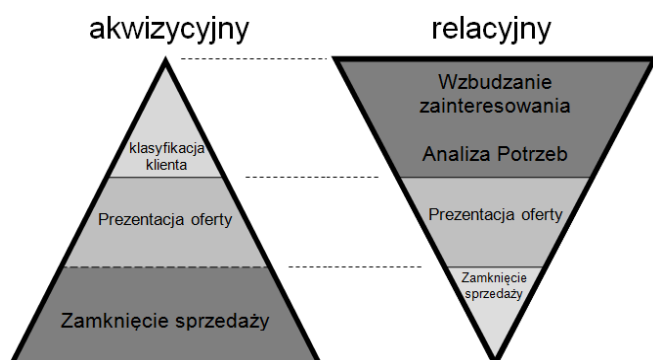 akwizycyjny
klasyfikacja
klienta
Prezentacja oferty
Zamknięcie sprzedaży
relacyjny
Wzbudzanie
zainteresowania
Analiza Potrzeb
Prezentacja oferty
Zamknięcie
sprzedaży